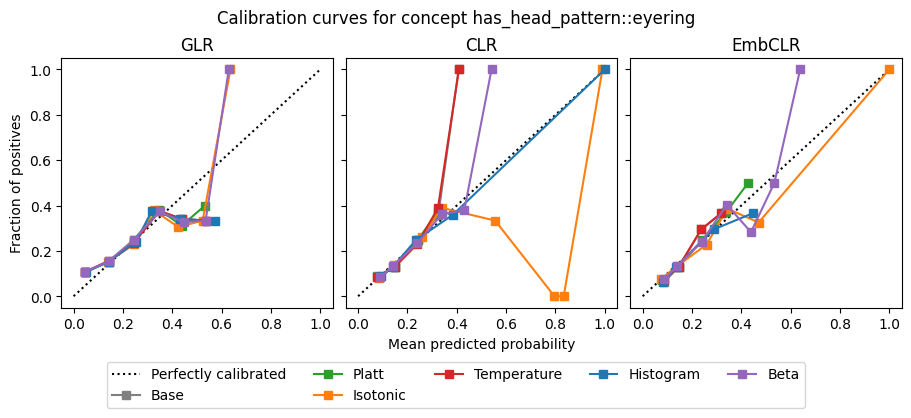 Calibration curves for concept has_head_pattern::eyering
GLR
CLR
EmbCLR
Fraction of positives
1.0
0.8
0.6
0.4
0.2
0.0
0.0 0.2 0.4 0.6 0.8 1.0
0.0 0.2 0.4 0.6 0.8 1.0
0.0 0.2 0.4 0.6 0.8 1.0
Mean predicted probability
Perfectly calibrated
Base
Platt
Isotonic
Temperature
Histogram
Beta